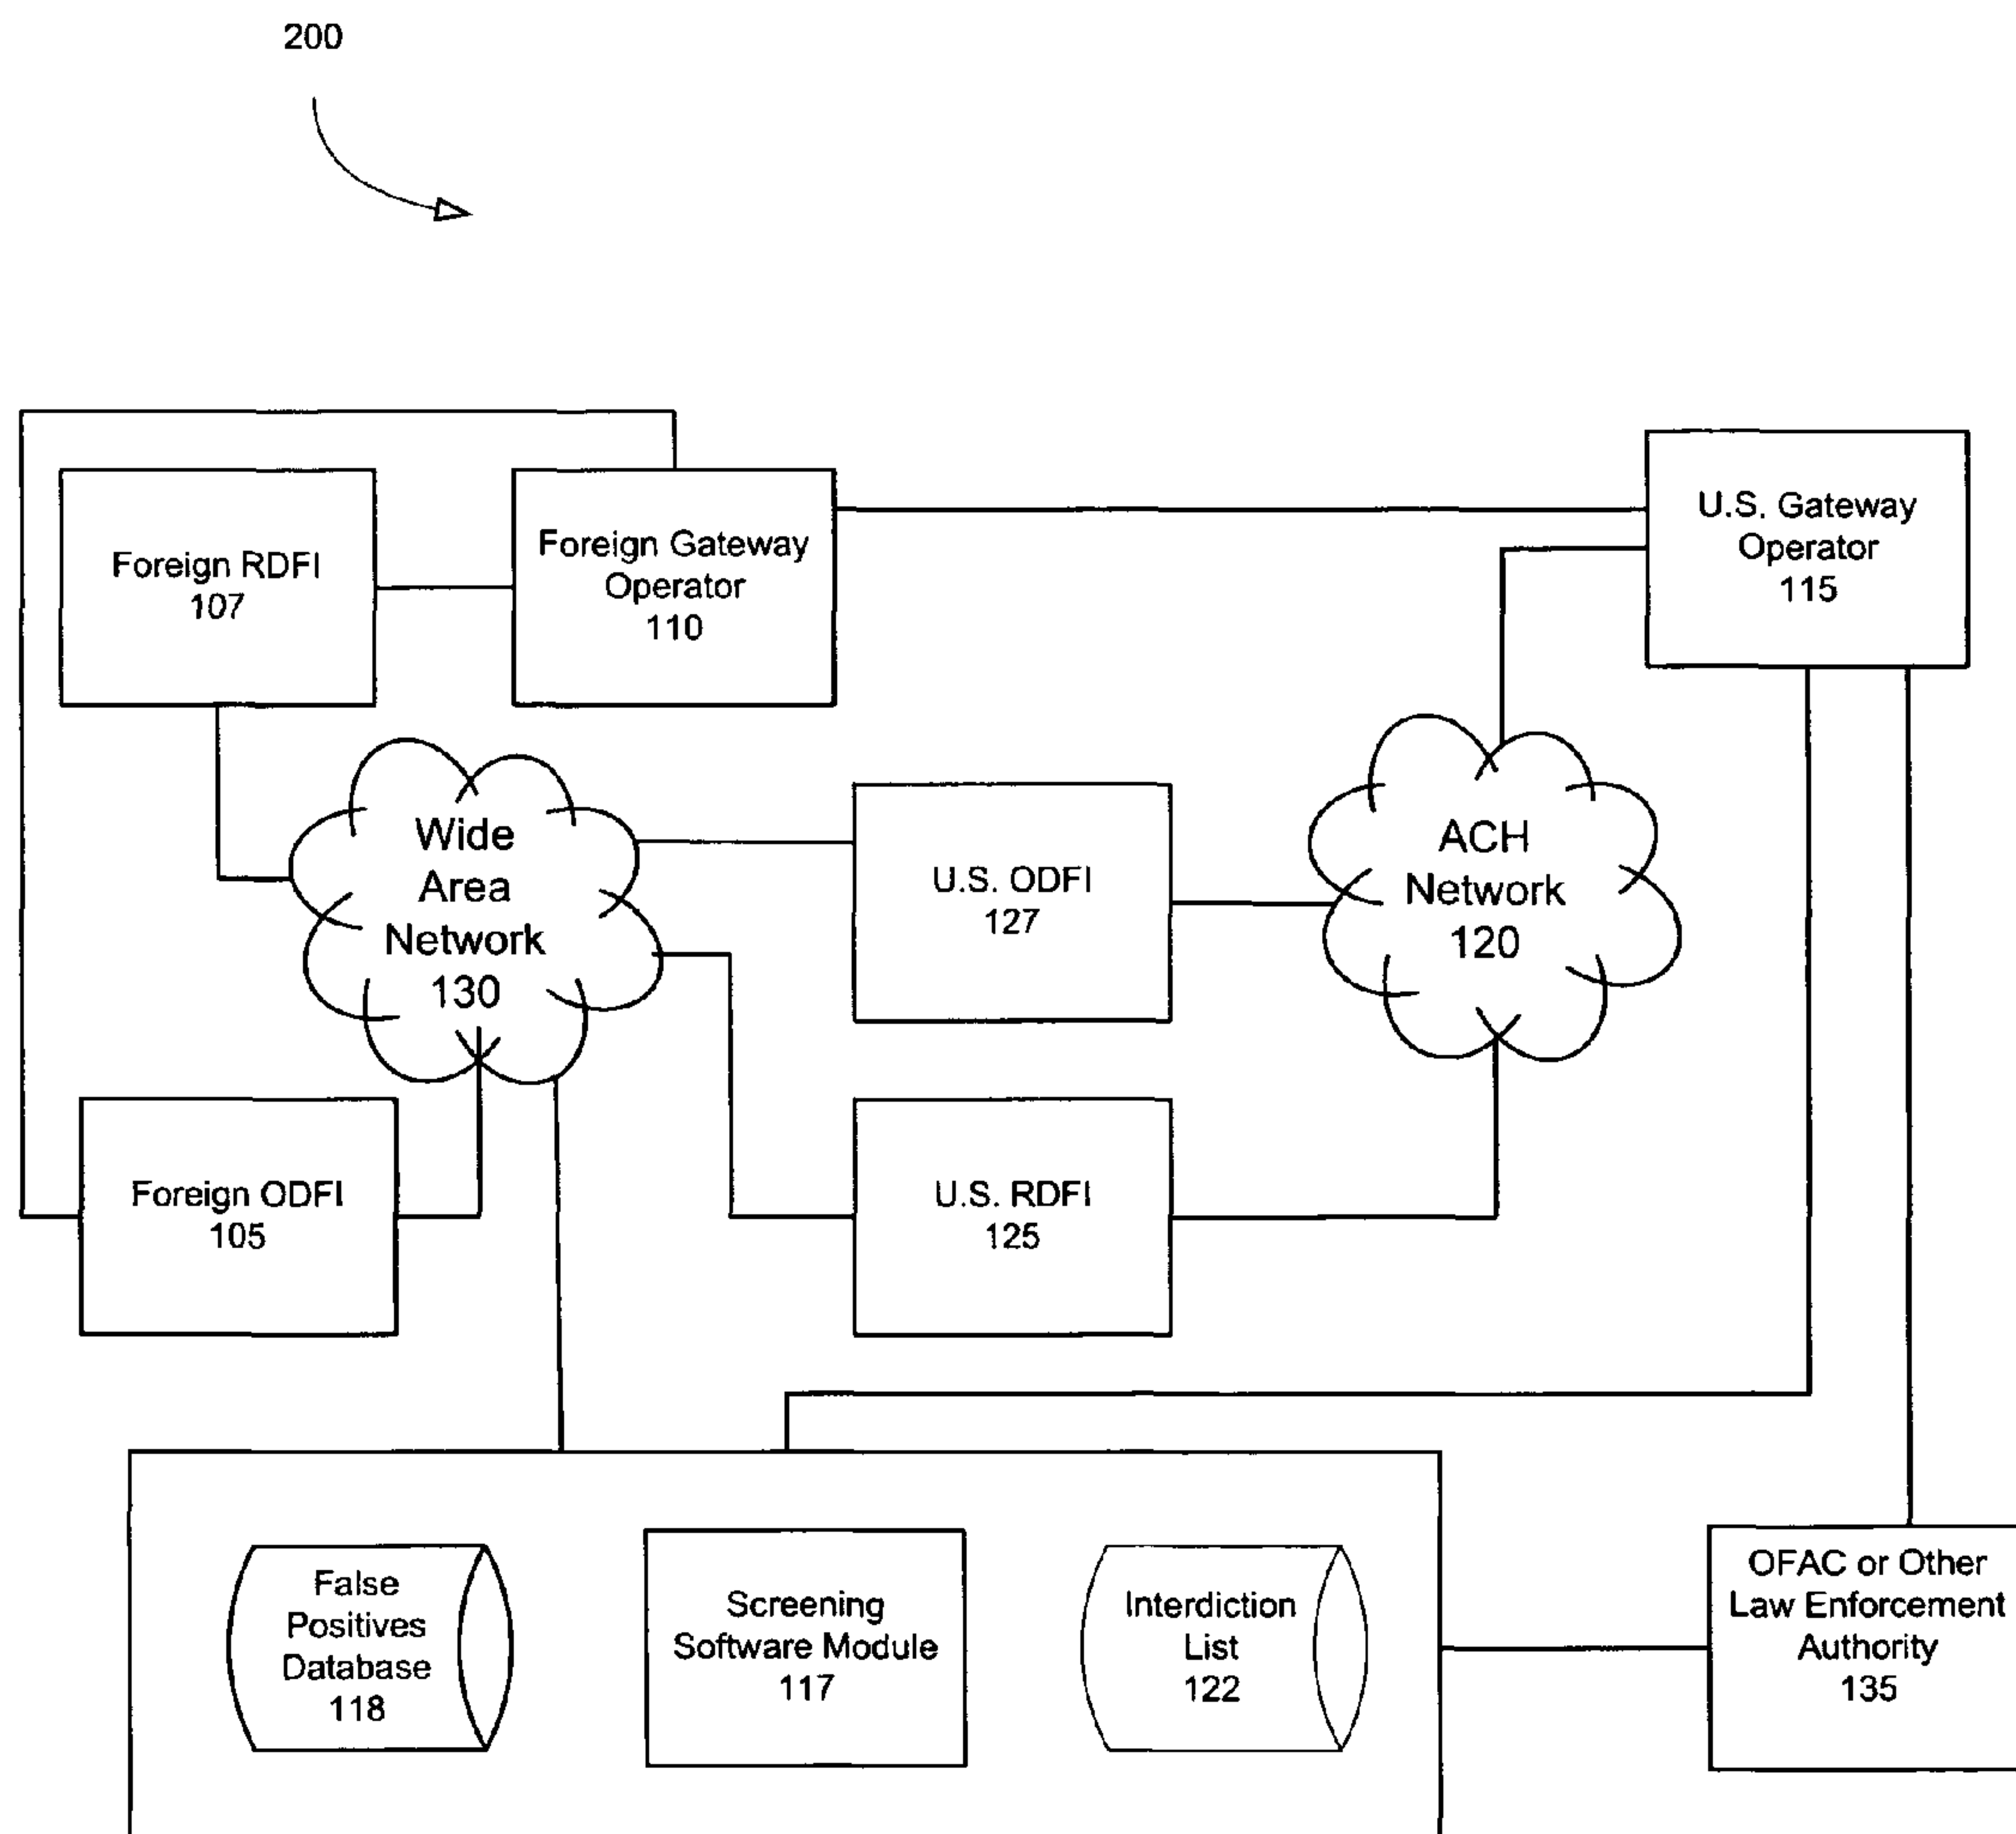 200
Foreign RDFI
107
Foreign Gateway
Operator
110
U.S. Gateway
Operator
115
Wide
Area
Network
130
U.S. ODFI
127
ACH
Network
120
Foreign ODFI
105
U.S. RDFI
125
False
Positives
Database
118
Screening
Software Module
117
Interdiction
List
122
OFAC or Other
Law Enforcement
Authority
135